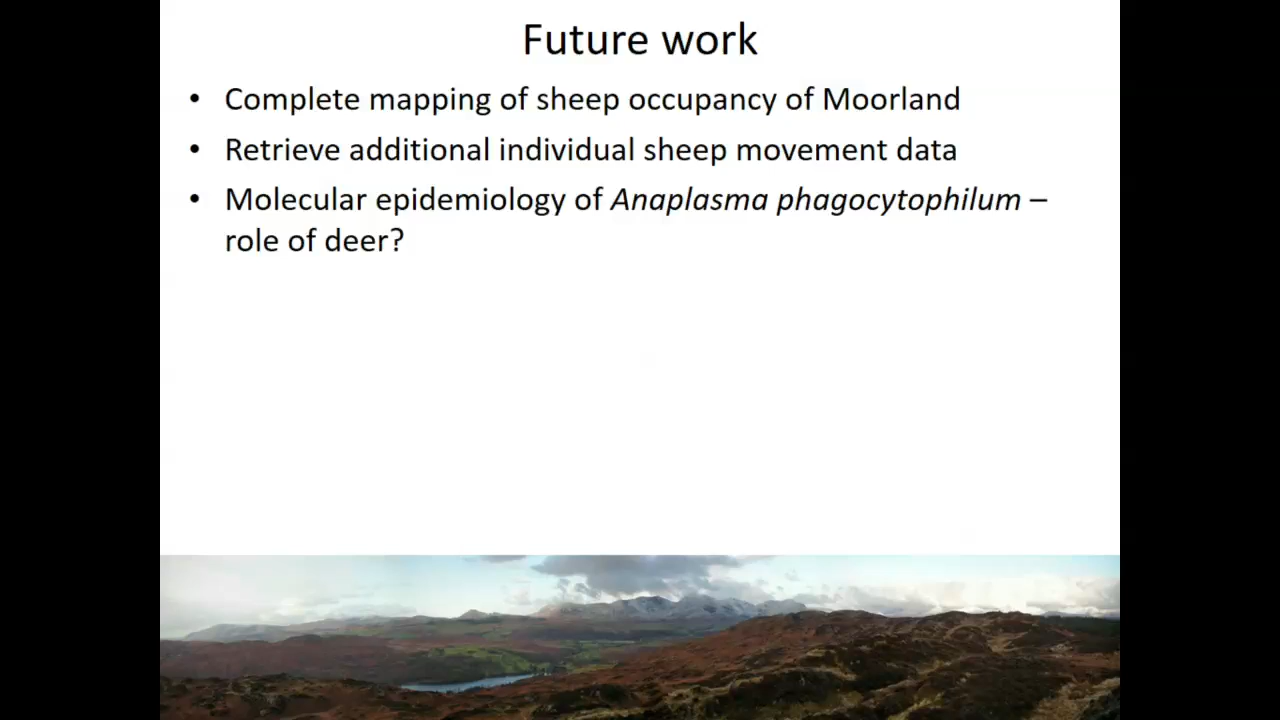 Future work
• Complete mapping of sheep occupancy of Moorland
• Retrieve additional individual sheep movement data
• Molecular epidemiology of Anaplasma phagocytophilum –
role of deer?